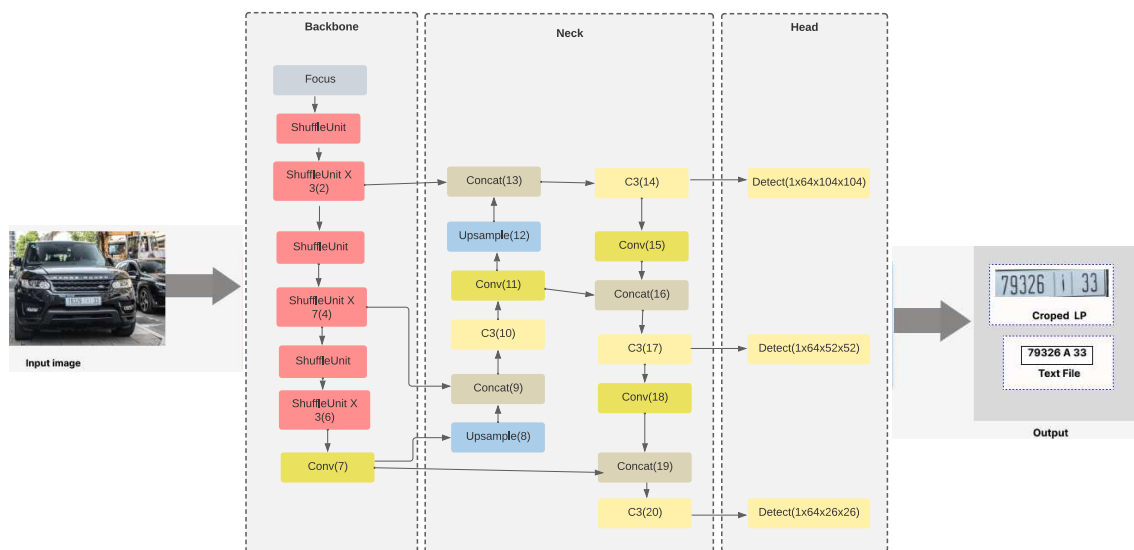 Backbone
Neck
Head
Focus
ShuffleUnit
ShuffleUnit X
3(2)
ShuffleUnit
ShuffleUnit X
7(4)
ShuffleUnit
ShuffleUnit X
3(6)
Conv(7)
Concat(13)
Upsample(12)
Conv(11)
C3(10)
Concat(9)
Upsample(8)
C3(14)
Conv(15)
Concat(16)
C3(17)
Conv(18)
Concat(19)
C3(20)
Detect(1x64x104x104)
Detect(1x64x52x52)
Detect(1x64x26x26)
Input image
79326 | 33
Croped LP
79326 A 33
Text File
Output